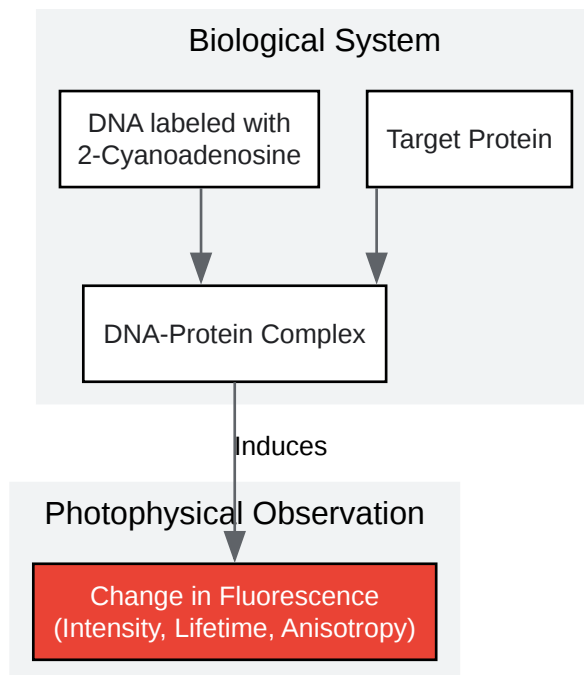 Biological System
DNA labeled with
2-Cyanoadenosine
Target Protein
DNA-Protein Complex
Induces
Photophysical Observation
Change in Fluorescence
(Intensity, Lifetime, Anisotropy)